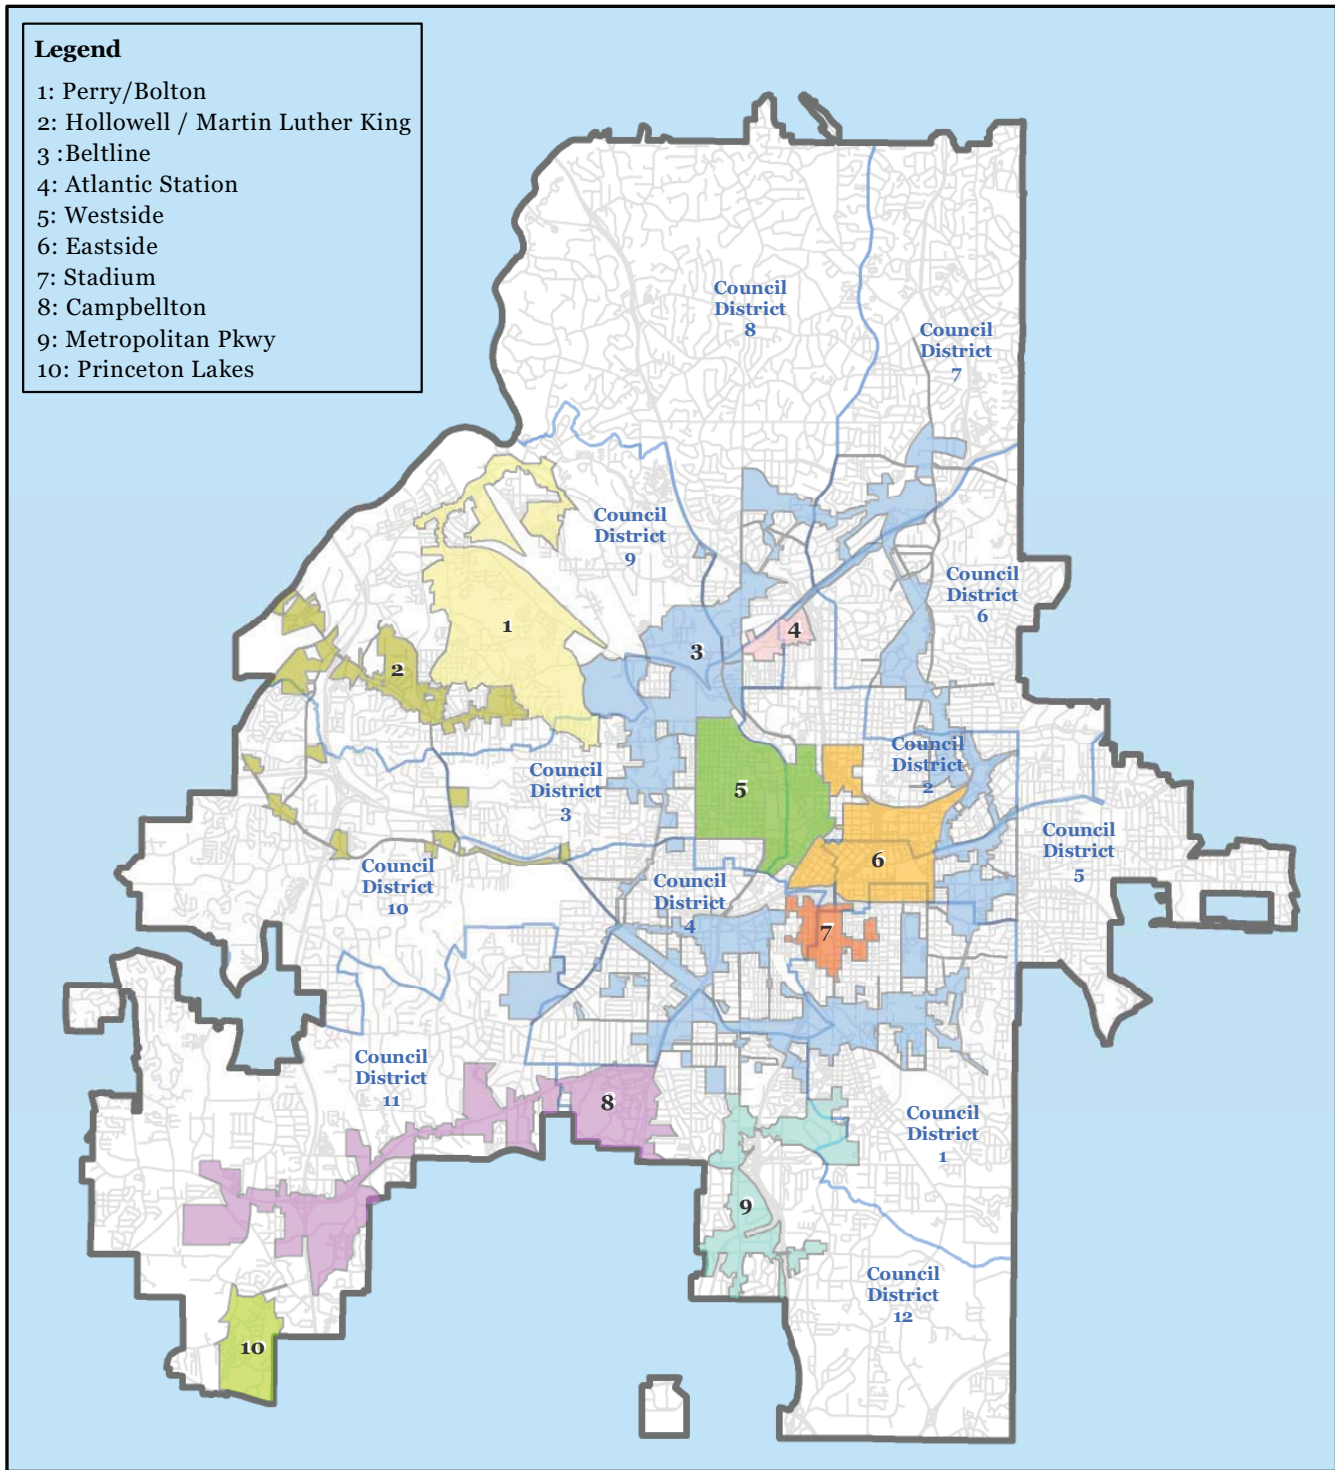 Legend
1: Perry/Bolton
2: Hollowell / Martin Luther King
3 :Beltline
4: Atlantic Station
5: Westside
6: Eastside
7: Stadium
8: Campbellton
9: Metropolitan Pkwy
10: Princeton Lakes
Council
District
8
Council
District
7
Council
District
9
Council
District
6
1
4
3
2
Council
District
2
Council
District
3
5
Council
District
5
6
Council
District
10
Council
District
4
7
Council
District
11
8
Council
District
1
9
Council
District
12
10